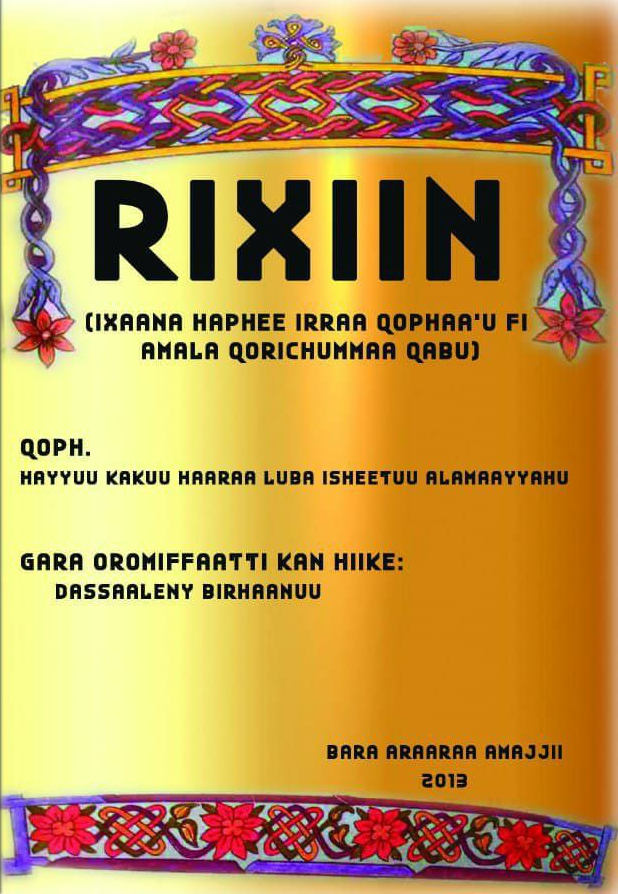 RIXIIN
(IXAANA HAPHEE IRRAA QOPHAA'U FI
AMALA QORICHUMMAA QABU)
QOPH.
HAYYUU KAKUU HAARAA LUBA ISHEETUU ALAMAAYYAHU
GARA OROMIFFAATTI KAN HIIKE:
DASSAALENY BIRHAANUU
BARA ARAARAA AMAJJII
2013